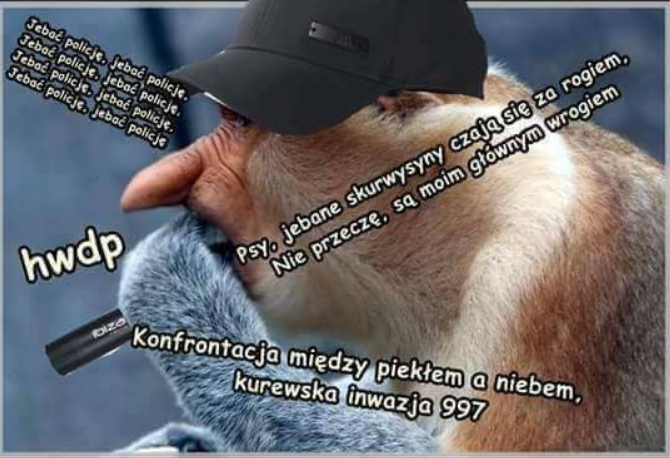 Jebać policję, jebać policję,
Jebać policję, jebać policję,
Jebać policję, jebać policję,
Jebać policję, jebać policję
Psy, jebane skurwysyny czają się za rogiem,
Nie przeczę, są moim głównym wrogiem
hwdp
ibiza
Konfrontacja między piekłem a niebem,
kurewska inwazja 997